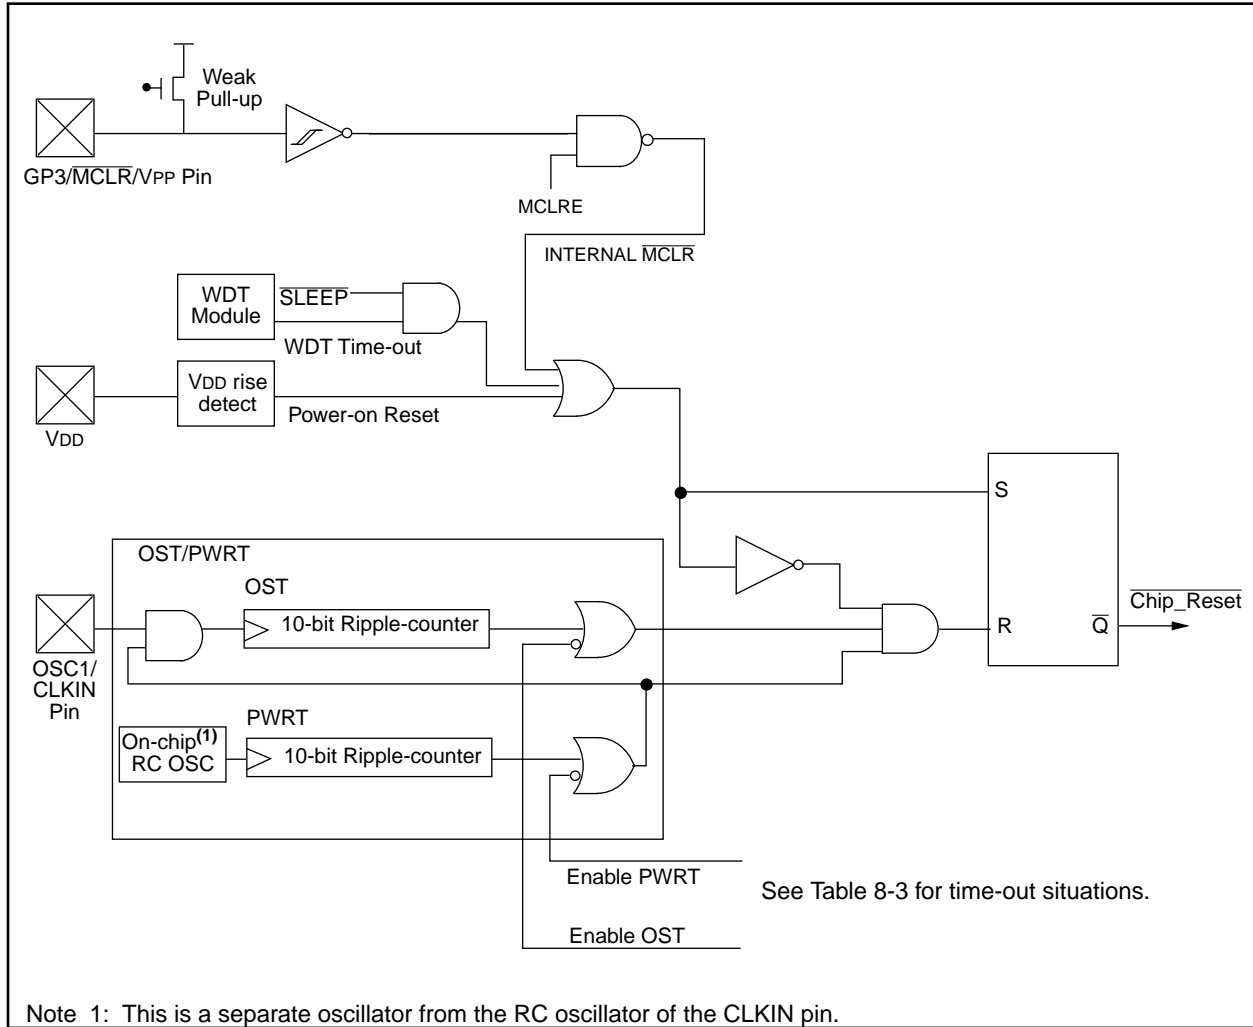 Weak
Pull-up
GP3/MCLR/VPP Pin
MCLRE
INTERNAL MCLR
WDT
Module
SLEEP
WDT Time-out
VDD rise
detect
Power-on Reset
VDD
S
OST/PWRT
OST
10-bit Ripple-counter
Chip_Reset
R
Q
OSC1/
CLKIN
Pin
PWRT
On-chip(1)
RC OSC
10-bit Ripple-counter
Enable PWRT
See Table 8-3 for time-out situations.
Enable OST
Note 1: This is a separate oscillator from the RC oscillator of the CLKIN pin.